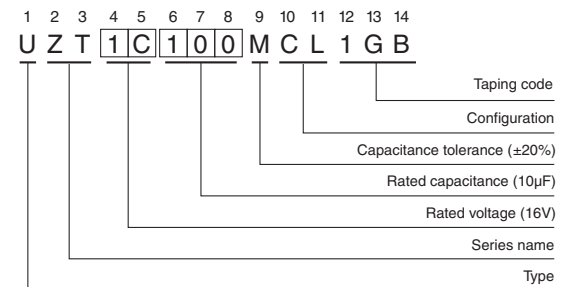 1 2 3 4 5 6 7 8 9 10 11 12 13 14
U Z T 1 C 1 0 0 M C L 1 G B
Taping code
Configuration
Capacitance tolerance (±20%)
Rated capacitance (10µF)
Rated voltage (16V)
Series name
Type